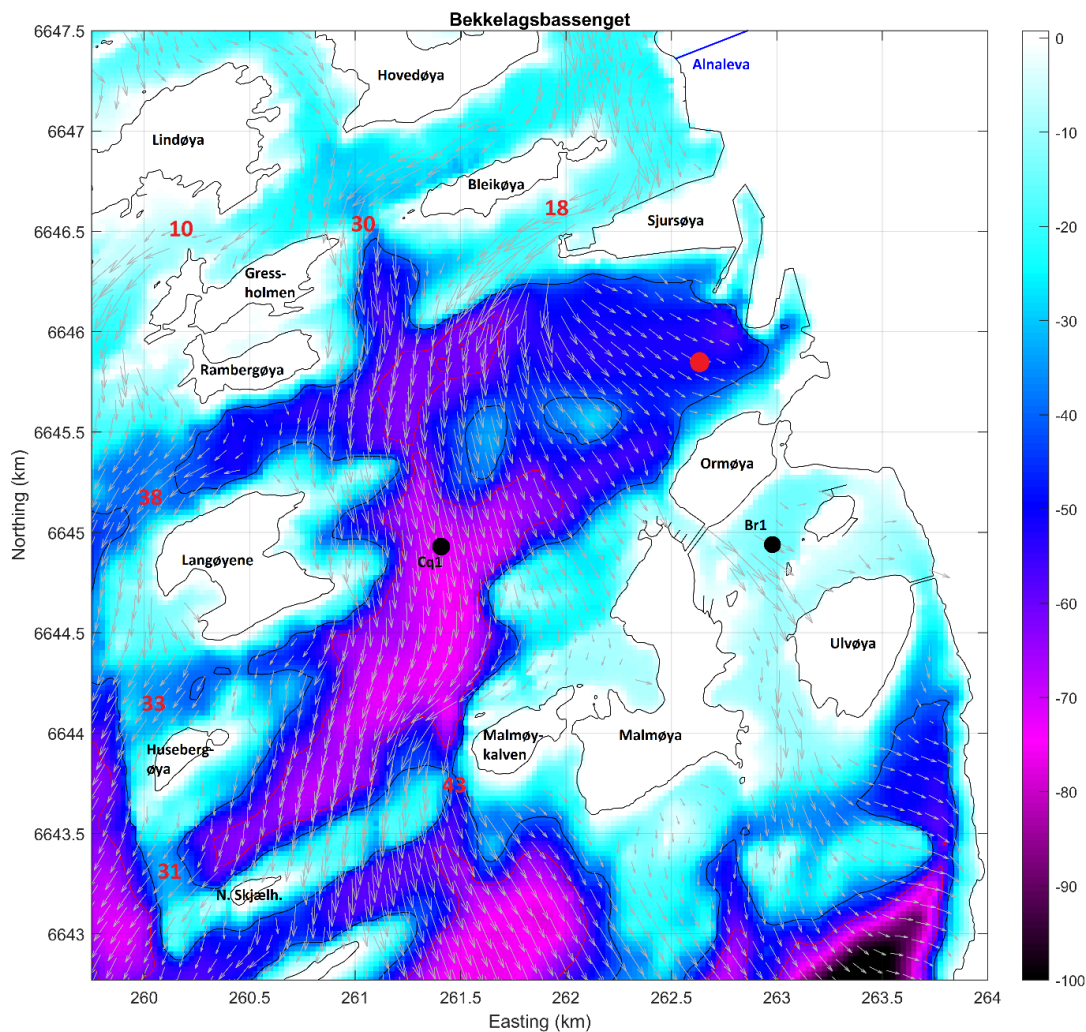 Bekkelagsbassenget
6647.5
6647
6646.5
6646
6645.5
6645
6644.5
6644
6643.5
6643
Northing (km)
Hovedøya
Alnaleva
Lindøya
Bleikøya
18
Sjursøya
10
30
Gress-
holmen
Rambergøya
Ormøya
38
Br1
Langøyene
Cq1
Ulvøya
33
Huseberg-
øya
Malmøy-
kalven
Malmøya
43
31
N. Skjælh.
260
260.5
261
261.5
262
262.5
263
263.5
264
Easting (km)
0
-10
-20
-30
-40
-50
-60
-70
-80
-90
-100